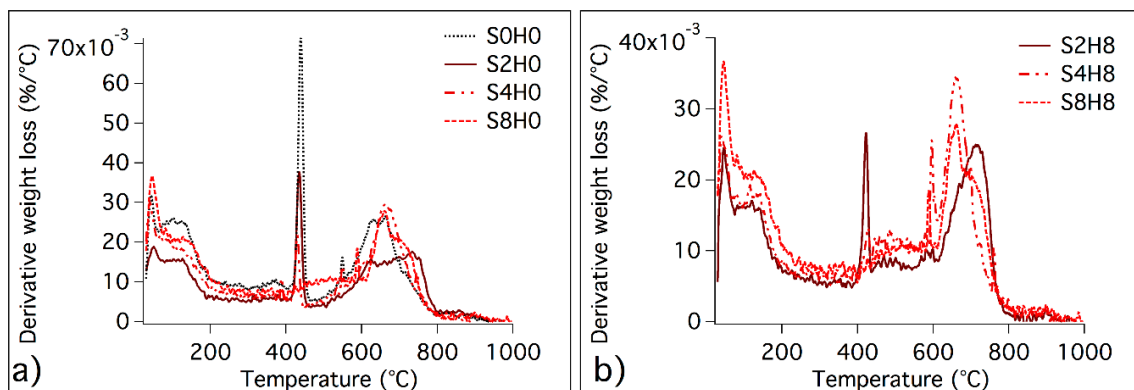 70x10⁻³
60
50
40
30
20
10
0
Derivative weight loss (%/°C)
S0H0
S2H0
S4H0
S8H0
200
400
600
800
1000
Temperature (°C)
a)
40x10⁻³
30
20
10
0
Derivative weight loss (%/°C)
S2H8
S4H8
S8H8
200
400
600
800
1000
Temperature (°C)
b)